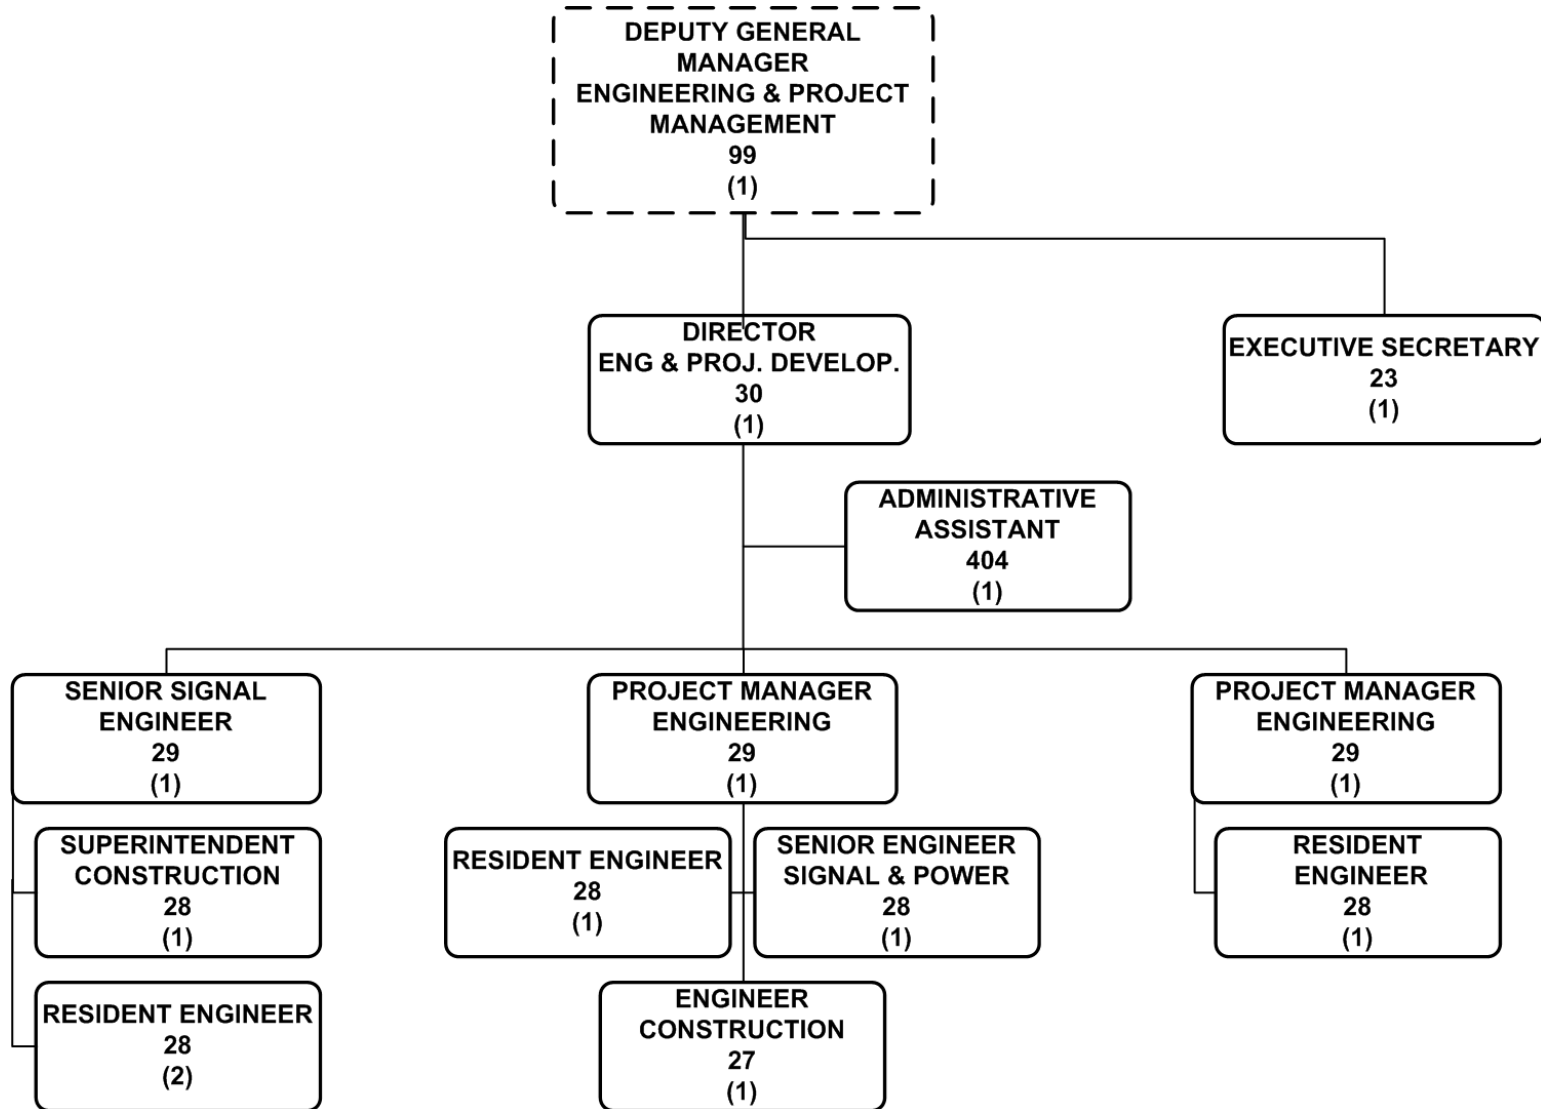 DEPUTY GENERAL
MANAGER
ENGINEERING & PROJECT
MANAGEMENT
99
(1)
DIRECTOR
ENG & PROJ. DEVELOP.
30
(1)
EXECUTIVE SECRETARY
23
(1)
ADMINISTRATIVE
ASSISTANT
404
(1)
SENIOR SIGNAL
ENGINEER
29
(1)
PROJECT MANAGER
ENGINEERING
29
(1)
PROJECT MANAGER
ENGINEERING
29
(1)
SUPERINTENDENT
CONSTRUCTION
28
(1)
RESIDENT ENGINEER
28
(1)
SENIOR ENGINEER
SIGNAL & POWER
28
(1)
RESIDENT
ENGINEER
28
(1)
RESIDENT ENGINEER
28
(2)
ENGINEER
CONSTRUCTION
27
(1)